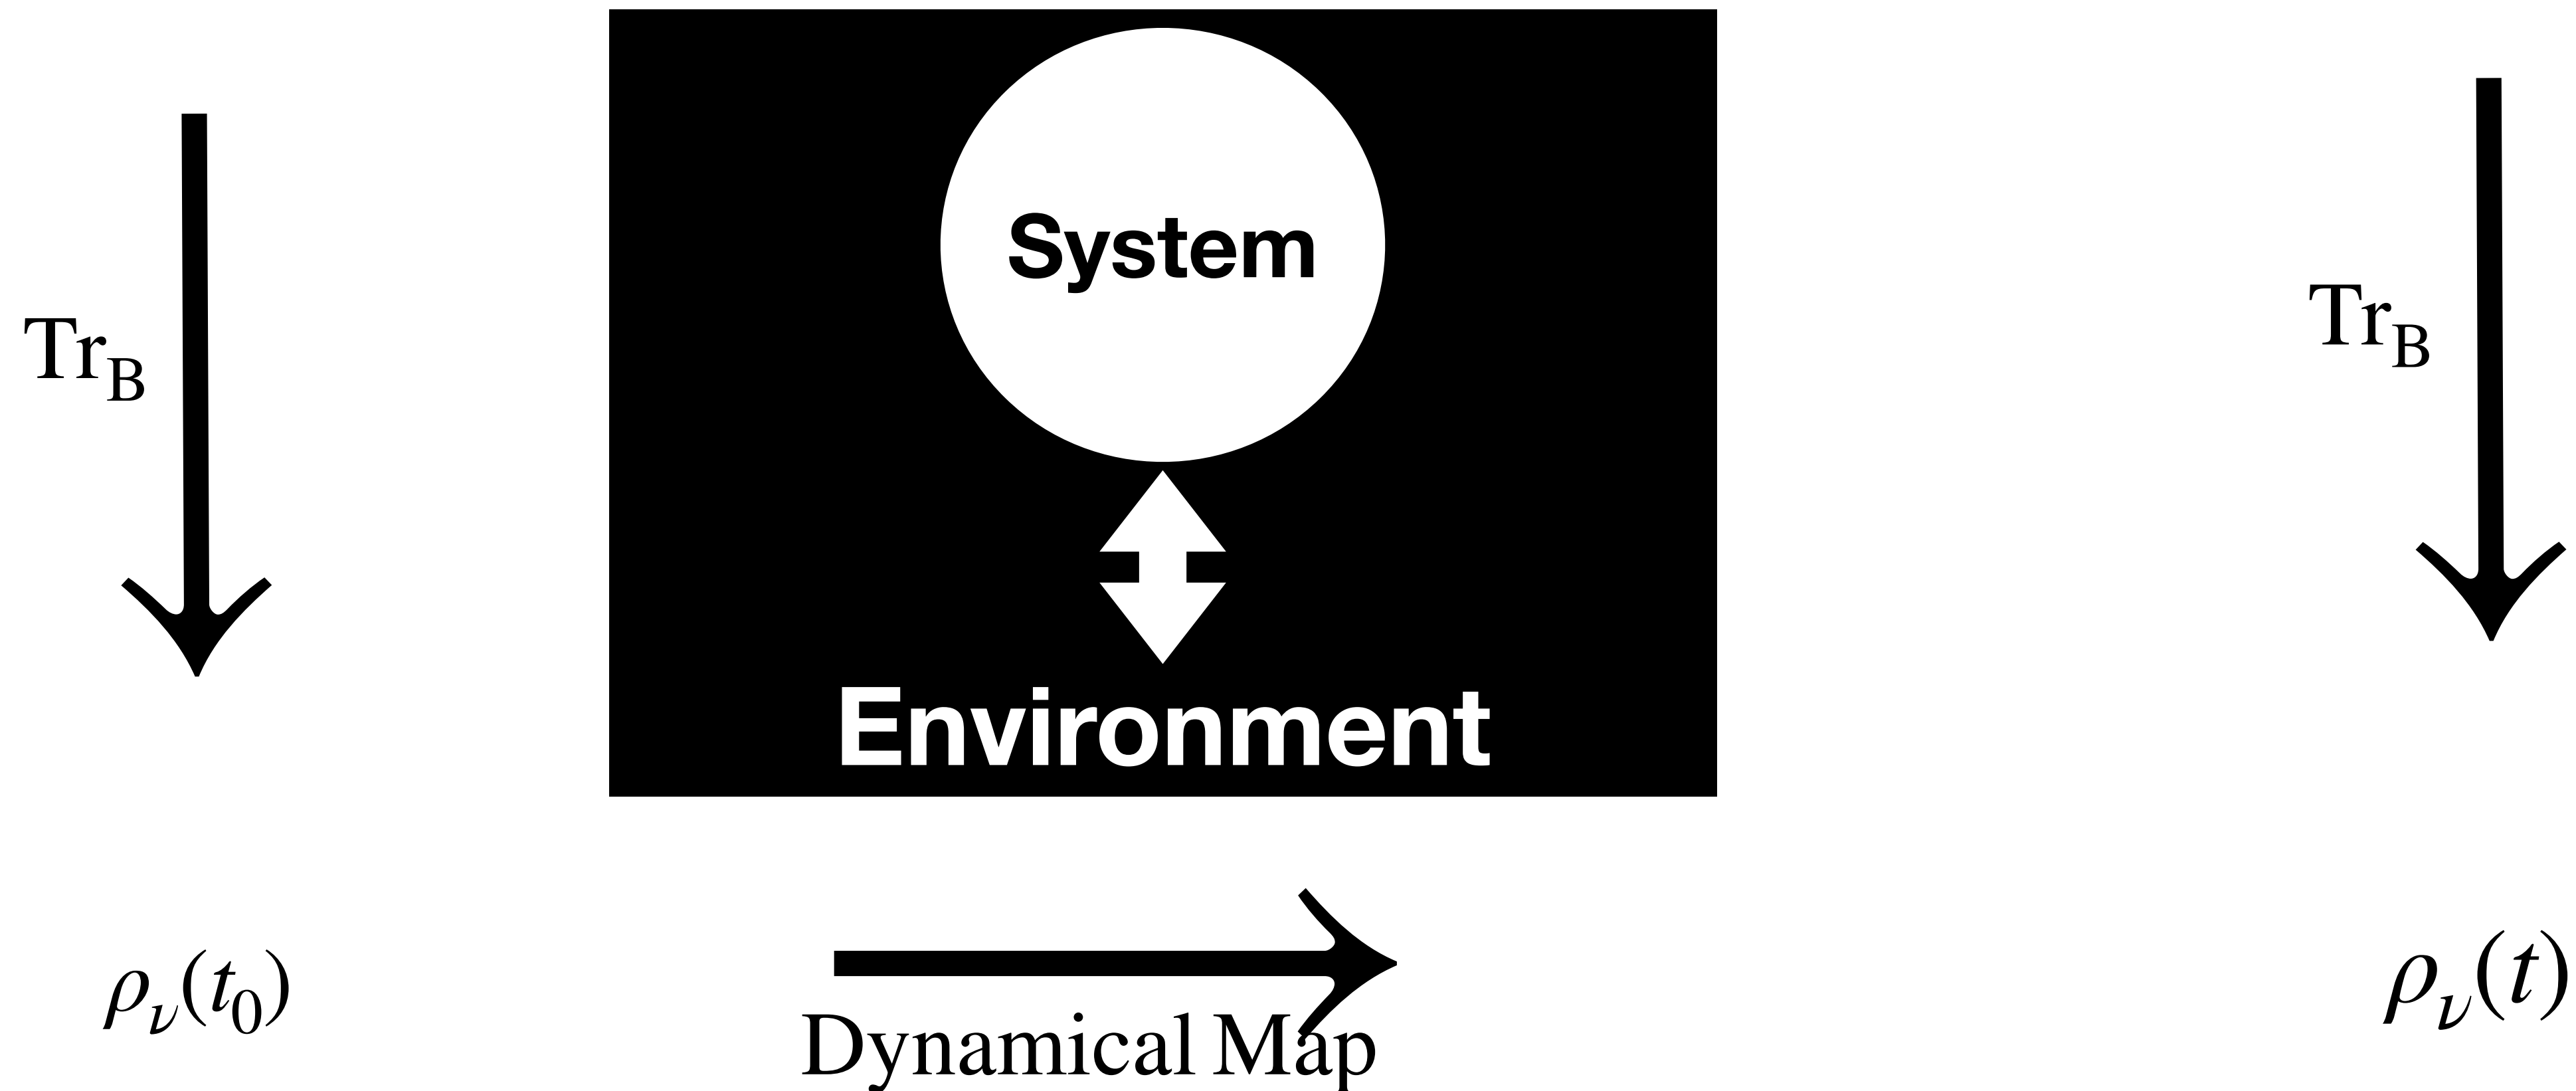 System
Tr_B
Tr_B
Environment
ρ_ν(t_0)
ρ_ν(t)
Dynamical Map